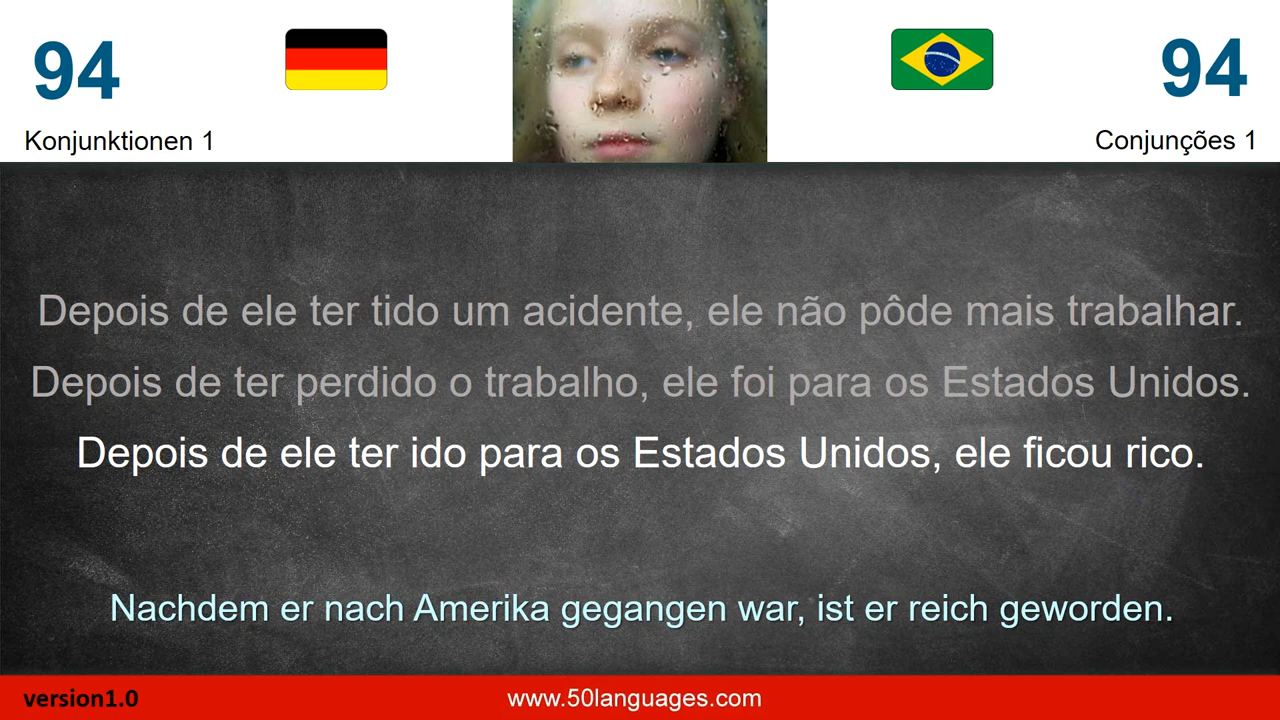 94
94
Konjunktionen 1
Conjunções 1
Depois de ele ter tido um acidente, ele não pôde mais trabalhar.
Depois de ter perdido o trabalho, ele foi para os Estados Unidos.
Depois de ele ter ido para os Estados Unidos, ele ficou rico.
Nachdem er nach Amerika gegangen war, ist er reich geworden.
version1.0
www.50languages.com